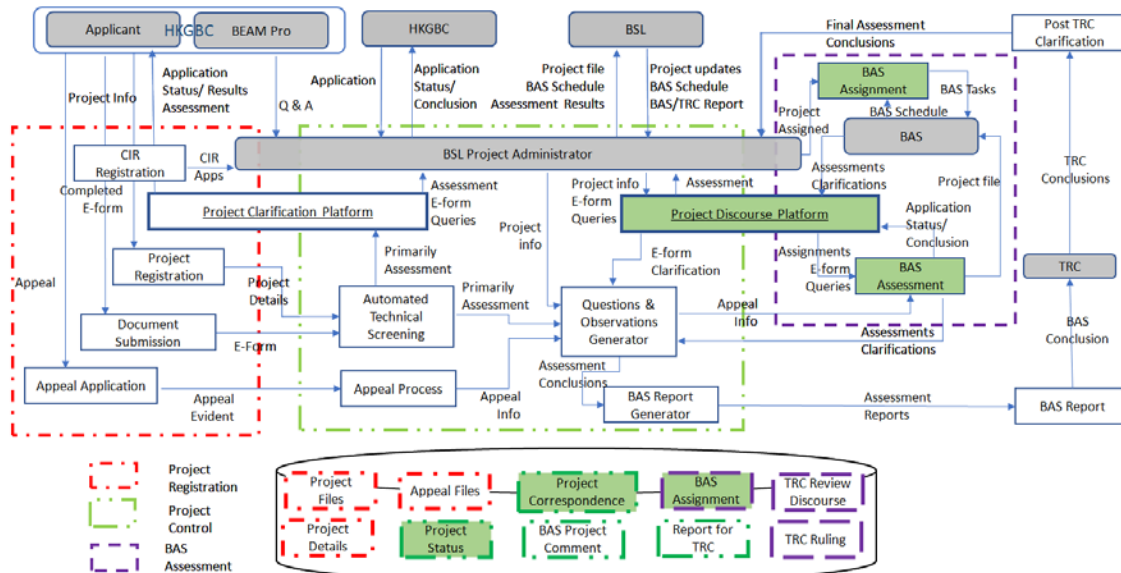 HKGBC
Applicant
BEAM Pro
HKGBC
BSL
Final Assessment
Conclusions
Post TRC
Clarification
Project Info
Application
Status/ Results
Assessment
Q & A
Application
Application
Status/
Conclusion
Project file
BAS Schedule
Assessment Results
Project updates
BAS Schedule
BAS/TRC Report
BAS
Assignment
BAS Tasks
BAS Schedule
Project
Assigned
BAS
CIR
Registration
CIR
Apps
BSL Project Administrator
Completed
E-form
Assessment
E-form
Queries
Project info
E-form
Queries
Assessment
Assessments
Clarifications
Project file
TRC
Conclusions
Project Clarification Platform
Project Discourse Platform
Project
info
Application
Status/
Conclusion
Appeal
Project
Registration
Primarily
Assessment
E-form
Clarification
Assignments
E-form
Queries
BAS
Assessment
TRC
Project
Details
Automated
Technical
Screening
Primarily
Assessment
Questions &
Observations
Generator
Appeal
Info
Document
Submission
E-Form
Assessments
Clarifications
BAS
Conclusion
Appeal Application
Appeal
Evident
Appeal Process
Appeal
Info
Assessment
Conclusions
BAS Report
Generator
Assessment
Reports
BAS Report
Project
Registration
Project
Control
BAS
Assessment
Project
Files
Appeal Files
Project
Correspondence
BAS
Assignment
TRC Review
Discourse
Project
Details
Project
Status
BAS Project
Comment
Report for
TRC
TRC Ruling